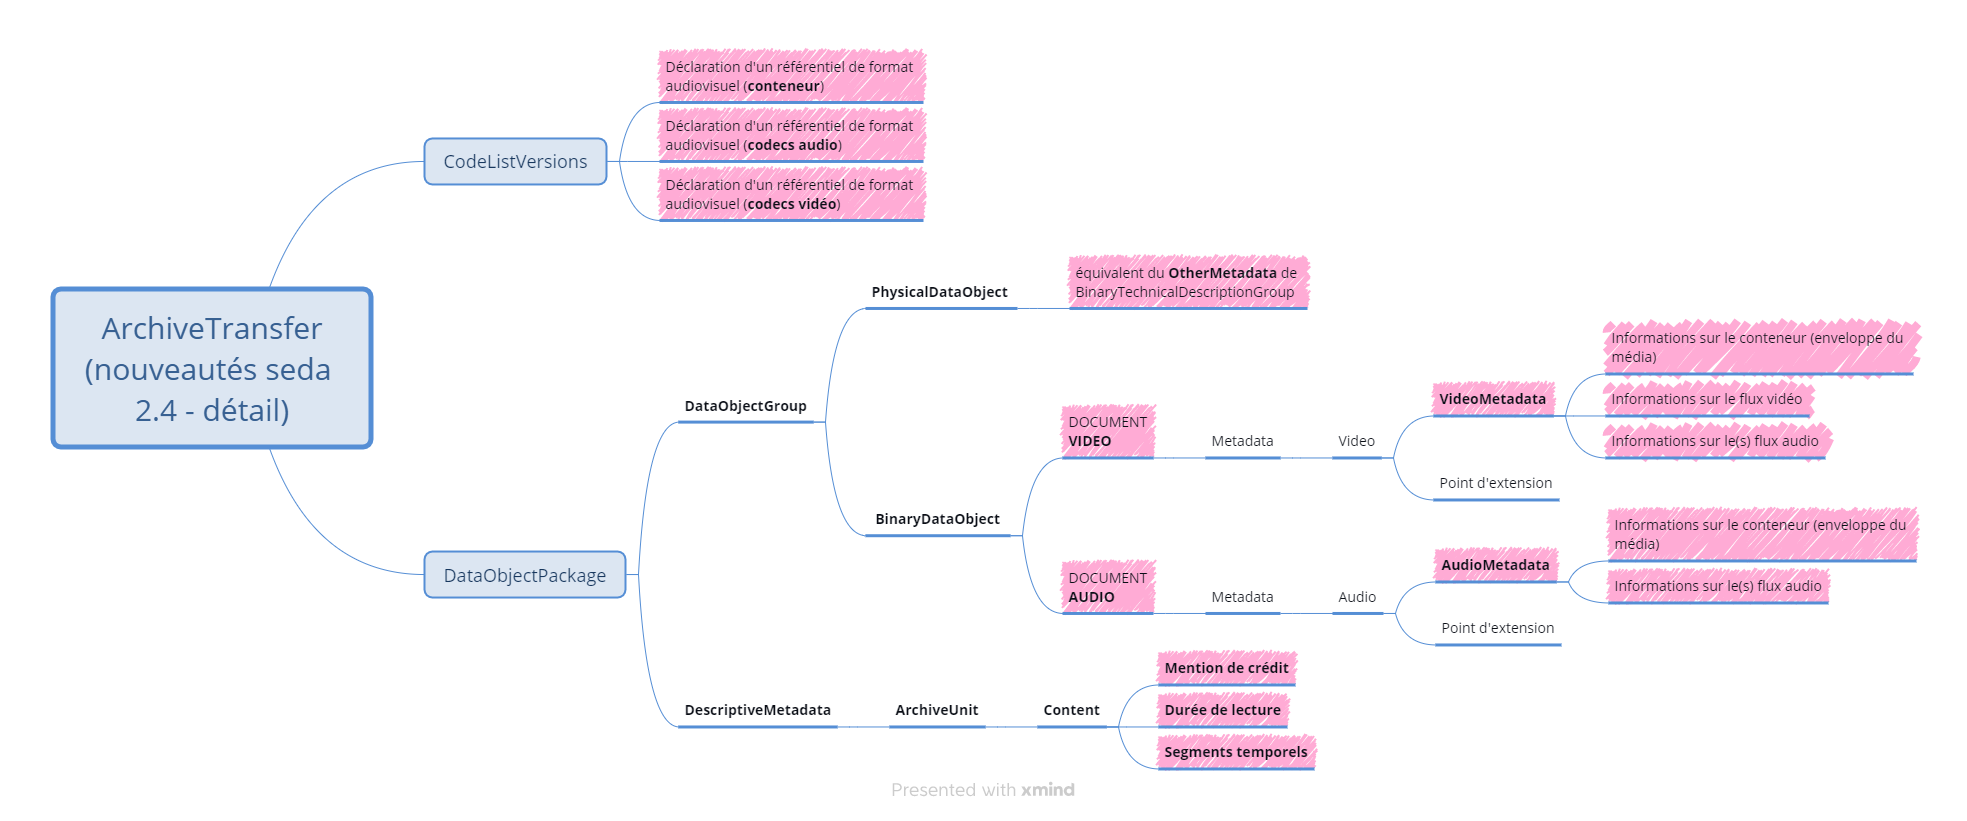 ArchiveTransfer
(nouveautés seda
2.4 - détail)
CodeListVersions
Déclaration d'un référentiel de format
audiovisuel (conteneur)
Déclaration d'un référentiel de format
audiovisuel (codecs audio)
Déclaration d'un référentiel de format
audiovisuel (codecs vidéo)
DataObjectPackage
DataObjectGroup
PhysicalDataObject
équivalent du OtherMetadata de
BinaryTechnicalDescriptionGroup
BinaryDataObject
DOCUMENT
VIDEO
Metadata
Video
VideoMetadata
Informations sur le conteneur (enveloppe du
média)
Informations sur le flux vidéo
Informations sur le(s) flux audio
Point d'extension
DOCUMENT
AUDIO
Metadata
Audio
AudioMetadata
Informations sur le conteneur (enveloppe du
média)
Informations sur le(s) flux audio
Point d'extension
DescriptiveMetadata
ArchiveUnit
Content
Mention de crédit
Durée de lecture
Segments temporels
Presented with xmind